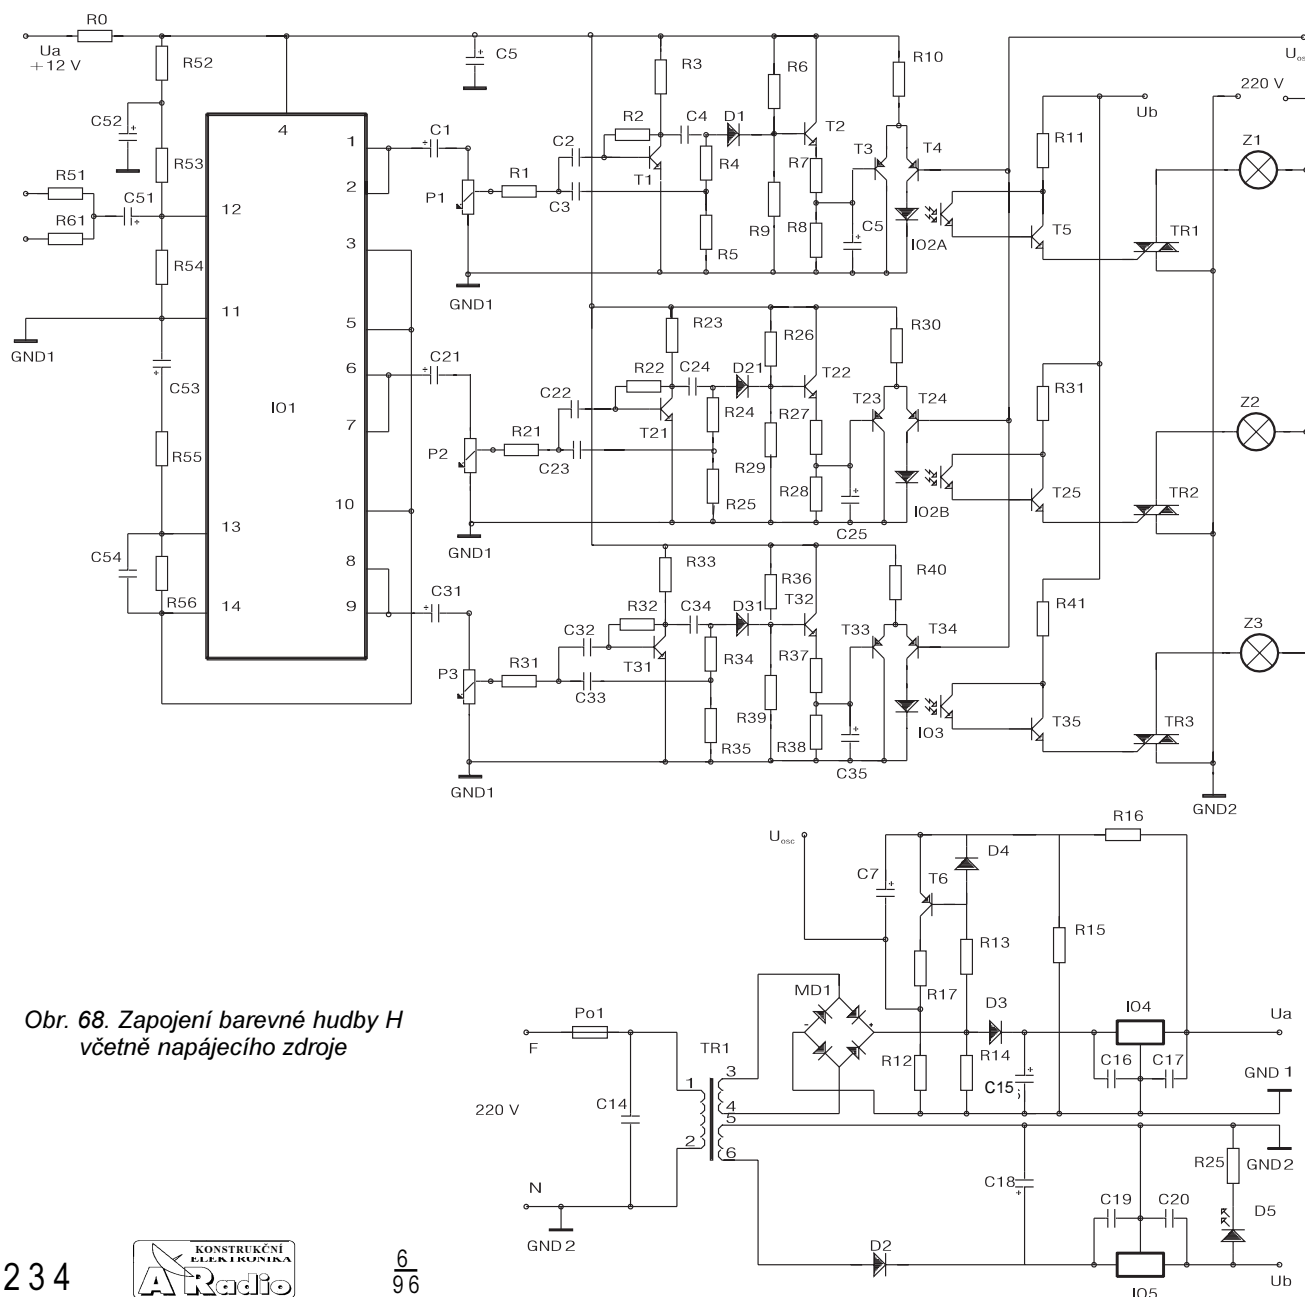 R0
Ua
+12 V
R52
C5
R3
R6
R10
Uosc
220 V
Ub
C52
4
1
C1
R2
C4
D1
T2
R11
Z1
R53
C2
R7
T3
T4
R51
2
R1
R4
C51
P1
T1
12
C3
R61
3
R9
R8
C5
T5
TR1
R54
R5
IO2A
GND1
11
R23
R26
R30
5
GND1
C21
6
R22
C24
D21
T22
C53
C22
R31
IO1
R24
R27
T23
T24
Z2
7
R21
T21
R55
P2
C23
R29
R28
T25
TR2
10
R25
IO2B
13
C25
C54
GND1
8
R33
R36
R40
R56
C31
R32
C34
D31
T32
R41
14
9
C32
T33
T34
Z3
R31
T31
R34
R37
P3
C33
R39
TR3
R35
R38
IO3
T35
C35
GND1
GND2
R16
Uosc
D4
C7
T6
R15
R13
MD1
R17
D3
IO4
Ua
Obr. 68. Zapojení barevné hudby H
včetně napájecího zdroje
Po1
F
TR1
3
R12
R14
C16
C17
1
C15
GND 1
220 V
C14
4
5
2
6
R25
GND2
N
C18
C19
C20
D5
GND2
D2
IO5
Ub
234
KONSTRUKČNÍ
ELEKTRONIKA
A Radio
6
96